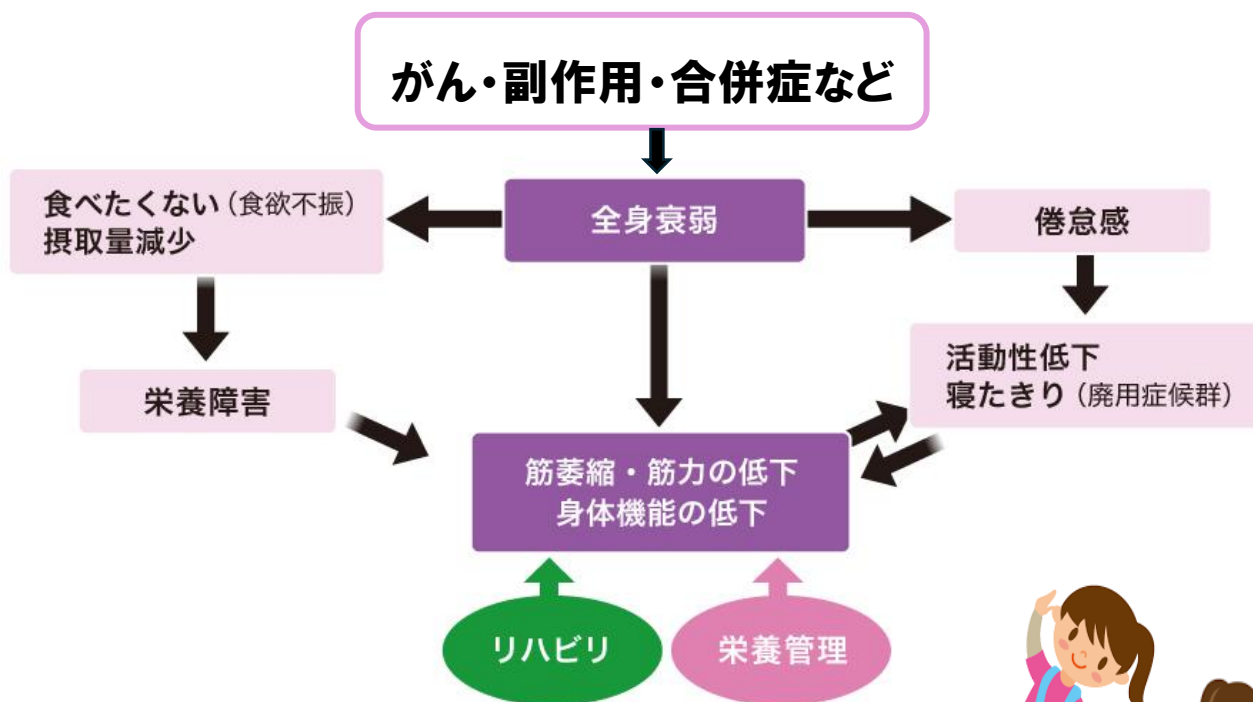 がん・副作用・合併症など
食べたくない（食欲不振）
摂取量減少
全身衰弱
倦怠感
栄養障害
活動性低下
寝たきり（廃用症候群）
筋萎縮・筋力の低下
身体機能の低下
リハビリ
栄養管理